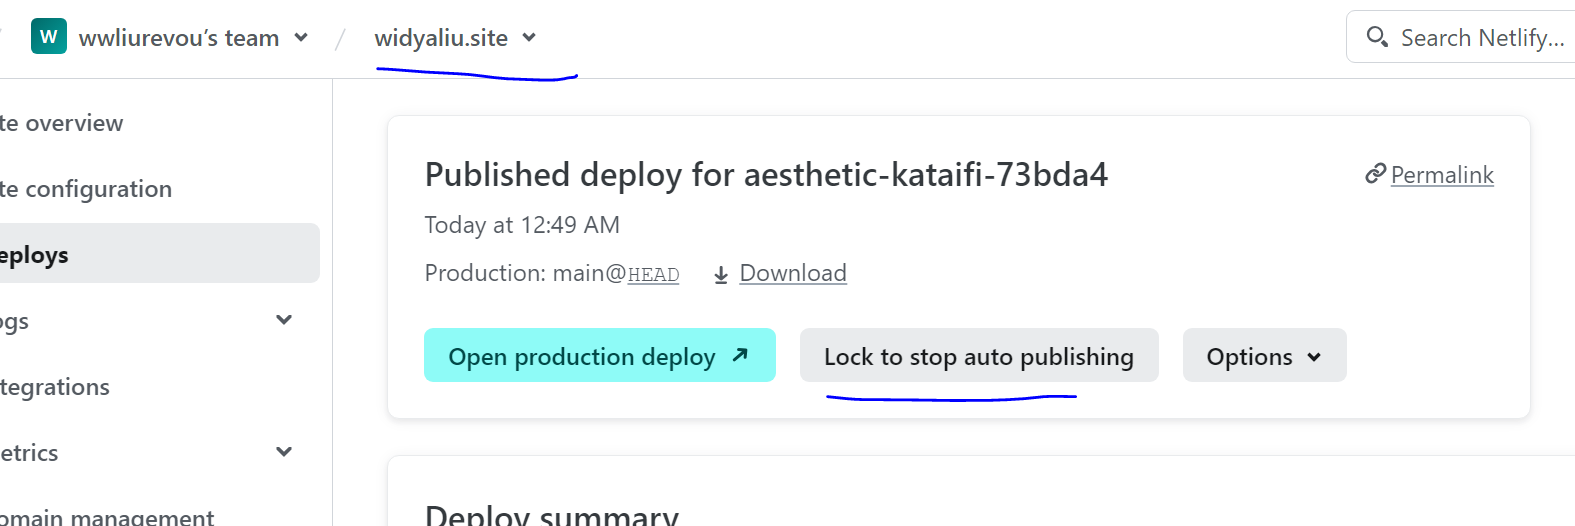 W wwliurevou's team / widyaliu.site
Search Netlify...
te overview
te configuration
eploys
ogs
ntegrations
etrics
omain management
Published deploy for aesthetic-kataifi-73bda4
Permalink
Today at 12:49 AM
Production: main@HEAD Download
Open production deploy
Lock to stop auto publishing
Options
Deploy summary